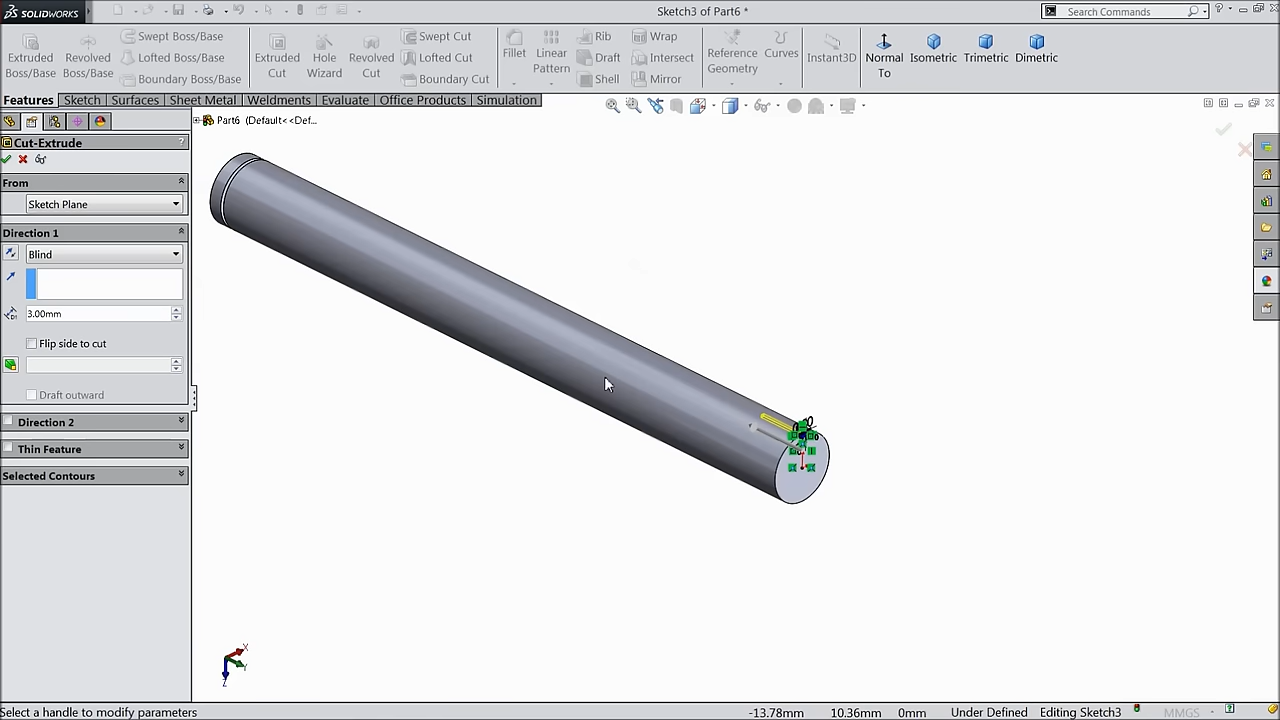 SOLIDWORKS
Sketch3 of Part6 *
Search Commands
?
Extruded
Boss/Base
Revolved
Boss/Base
Swept Boss/Base
Lofted Boss/Base
Boundary Boss/Base
Extruded
Cut
Hole
Wizard
Revolved
Cut
Swept Cut
Lofted Cut
Boundary Cut
Fillet
Linear
Pattern
Rib
Draft
Shell
Wrap
Intersect
Mirror
Reference
Geometry
Curves
Instant3D
Normal
To
Isometric
Trimetric
Dimetric
Features
Sketch
Surfaces
Sheet Metal
Weldments
Evaluate
Office Products
Simulation
Part6 (Default<<Def...
Cut-Extrude
?
From
Sketch Plane
Direction 1
Blind
3.00mm
Flip side to cut
Draft outward
Direction 2
Thin Feature
Selected Contours
X
Y
Z
Select a handle to modify parameters
-13.78mm
10.36mm
0mm
Under Defined
Editing Sketch3
MMGS
?